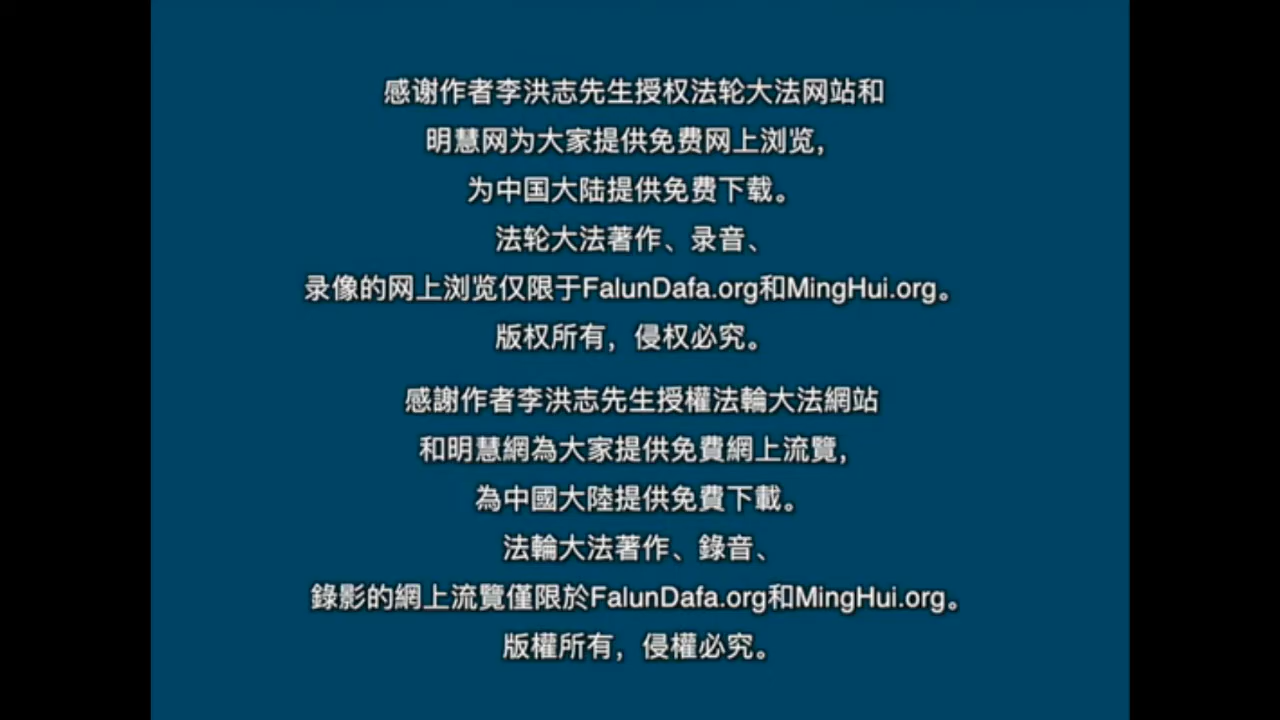 感谢作者李洪志先生授权法轮大法网站和
明慧网为大家提供免费网上浏览，
为中国大陆提供免费下载。
法轮大法著作、录音、
录像的网上浏览仅限于FalunDafa.org和MingHui.org。
版权所有，侵权必究。
感謝作者李洪志先生授權法輪大法網站
和明慧網為大家提供免費網上流覽，
為中國大陸提供免費下載。
法輪大法著作、錄音、
錄影的網上流覽僅限於FalunDafa.org和MingHui.org。
版權所有，侵權必究。